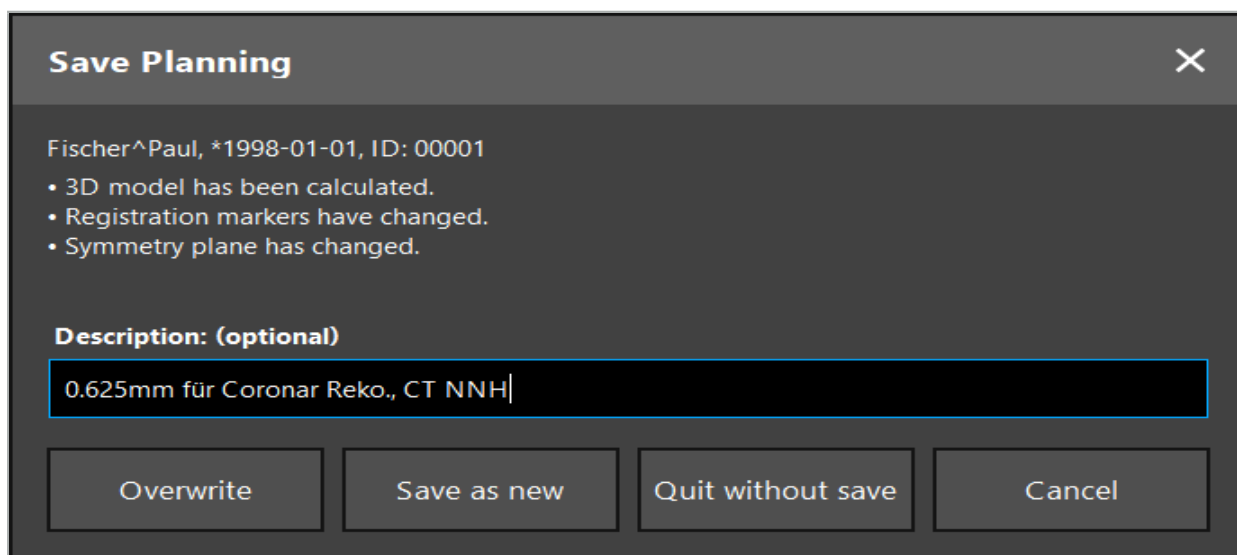 Save Planning
Fischer^Paul, *1998-01-01, ID: 00001
• 3D model has been calculated.
• Registration markers have changed.
• Symmetry plane has changed.
Description: (optional)
0.625mm für Coronar Reko., CT NNH
Overwrite Save as new Quit without save Cancel